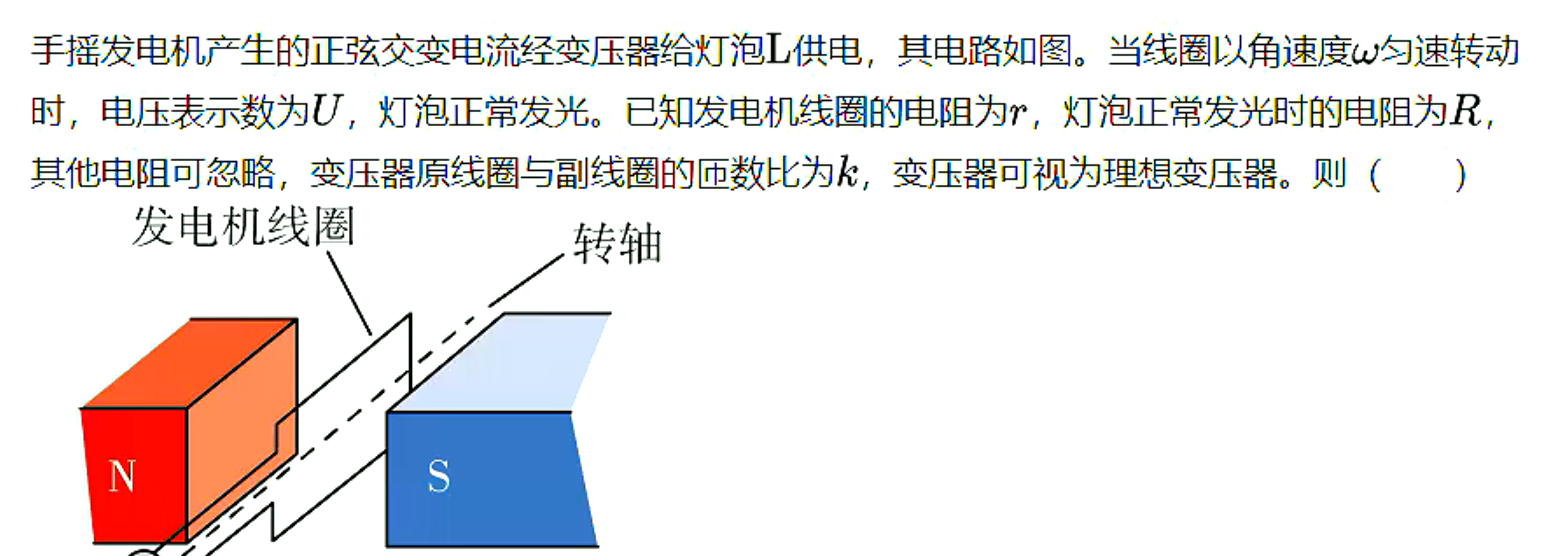 手摇发电机产生的正弦交变电流经变压器给灯泡L供电，其电路如图。当线圈以角速度ω匀速转动
时，电压表示数为U，灯泡正常发光。已知发电机线圈的电阻为r，灯泡正常发光时的电阻为R，
其他电阻可忽略，变压器原线圈与副线圈的匝数比为k，变压器可视为理想变压器。则（　　）
发电机线圈
转轴
N
S